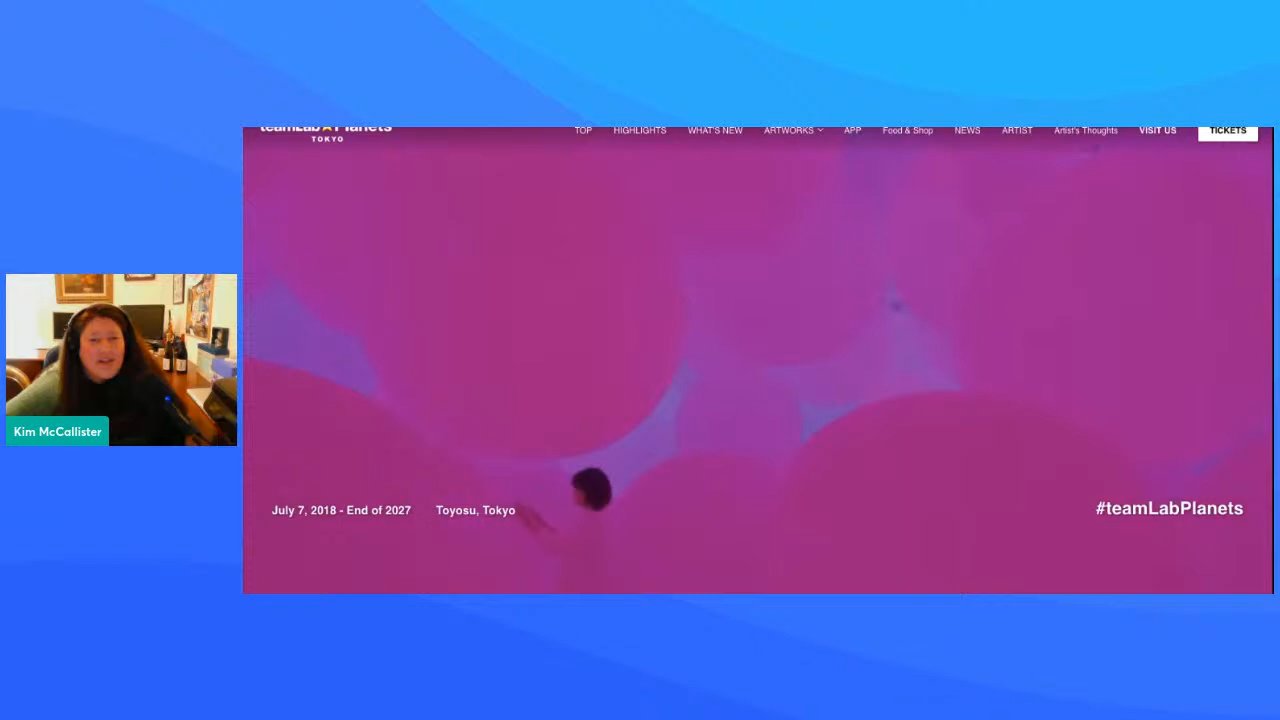 teamLab Planets
TOKYO
TOP HIGHLIGHTS WHAT'S NEW ARTWORKS APP Food & Shop NEWS ARTIST Artist's Thoughts VISIT US TICKETS
Kim McCallister
July 7, 2018 - End of 2027 Toyosu, Tokyo
#teamLabPlanets